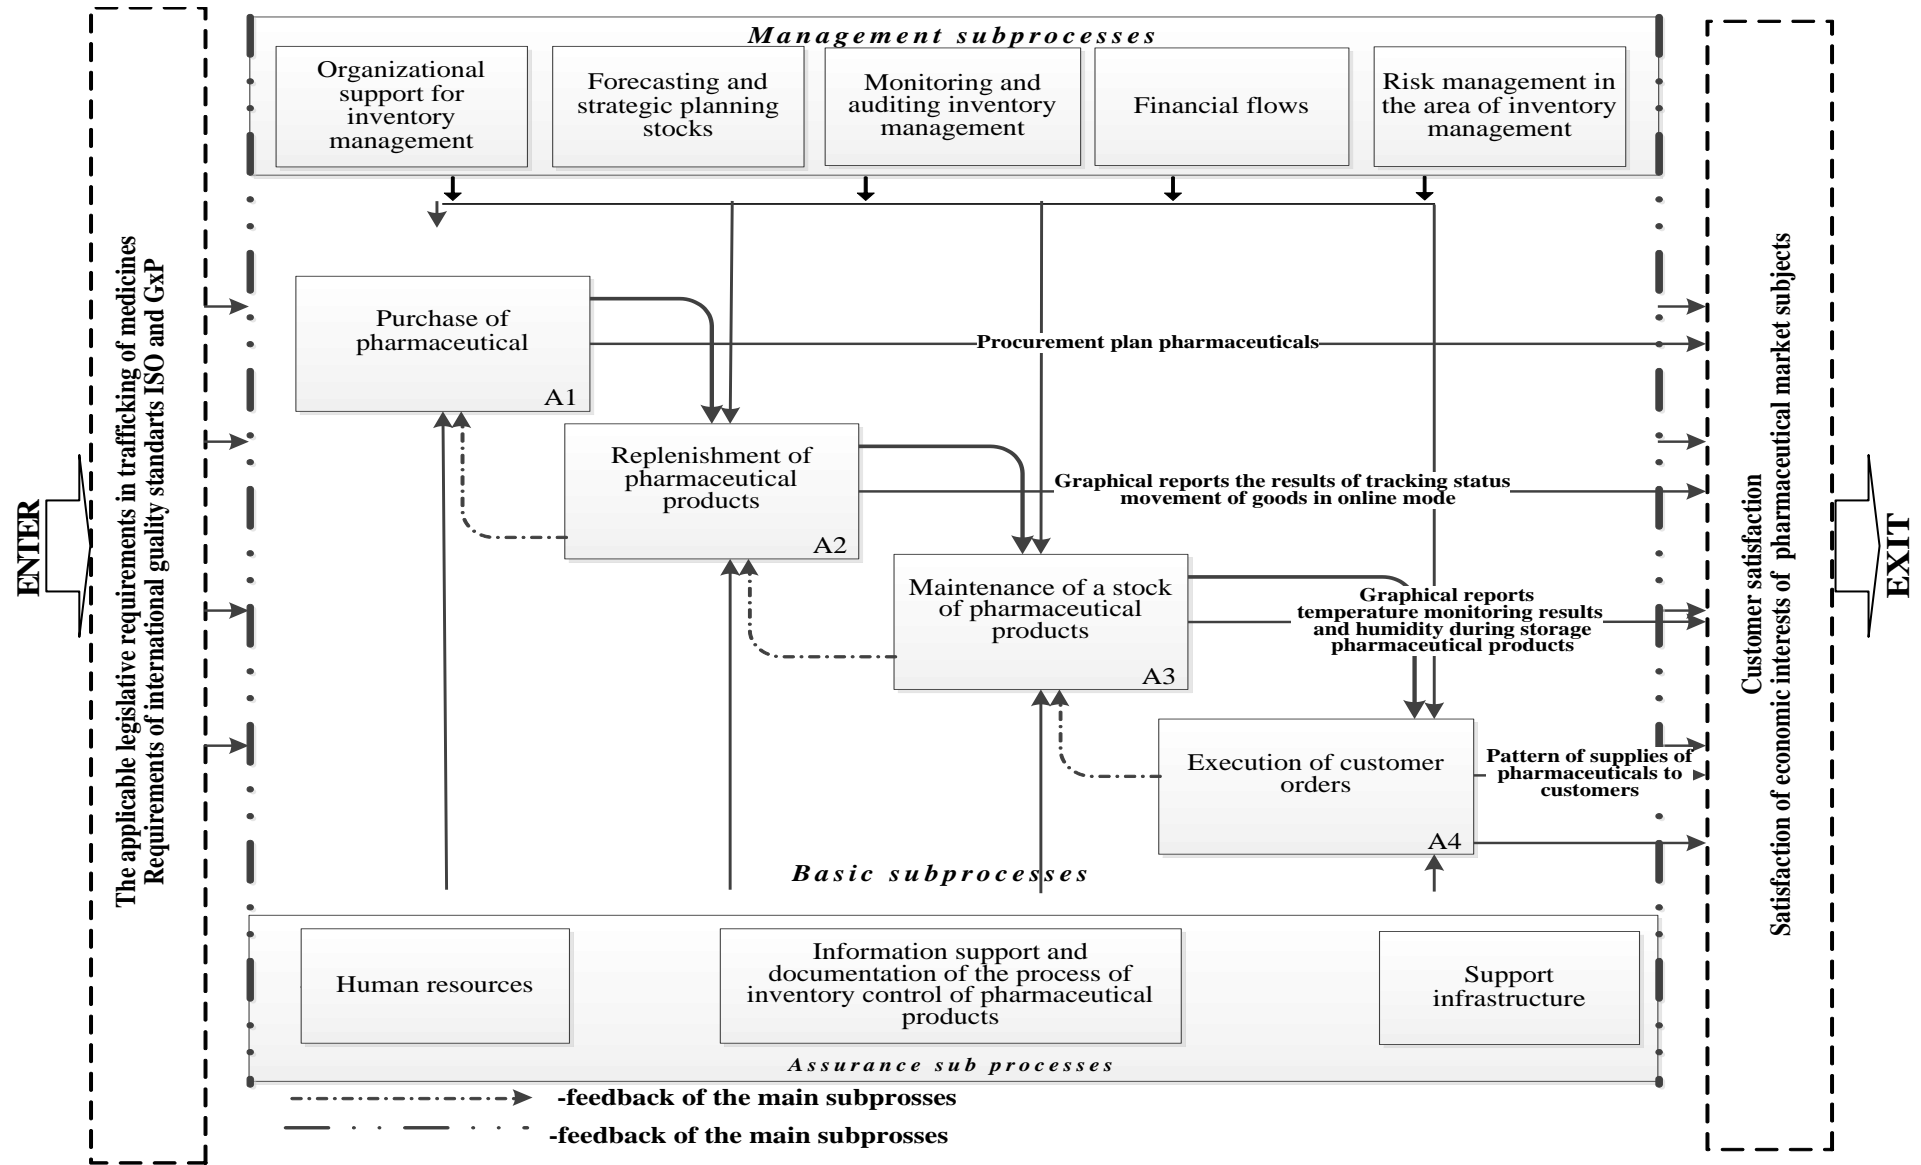 Management subprocesses
Organizational
support for
inventory
management
Forecasting and
strategic planning
stocks
Monitoring and
auditing inventory
management
Financial flows
Risk management in
the area of inventory
management
ENTER
The applicable legislative requirements in trafficking of medicines
Requirements of international guality standarts ISO and GxP
Purchase of
pharmaceutical
A1
Procurement plan pharmaceuticals
Replenishment of
pharmaceutical
products
A2
Graphical reports the results of tracking status
movement of goods in online mode
Maintenance of a stock
of pharmaceutical
products
A3
Graphical reports
temperature monitoring results
and humidity during storage
pharmaceutical products
Execution of customer
orders
A4
Pattern of supplies of
pharmaceuticals to
customers
Basic subprocesses
Customer satisfaction
Satisfaction of economic interests of pharmaceutical market subjects
EXIT
Human resources
Information support and
documentation of the process of
inventory control of pharmaceutical
products
Support
infrastructure
Assurance sub processes
-feedback of the main subprosses
-feedback of the main subprosses